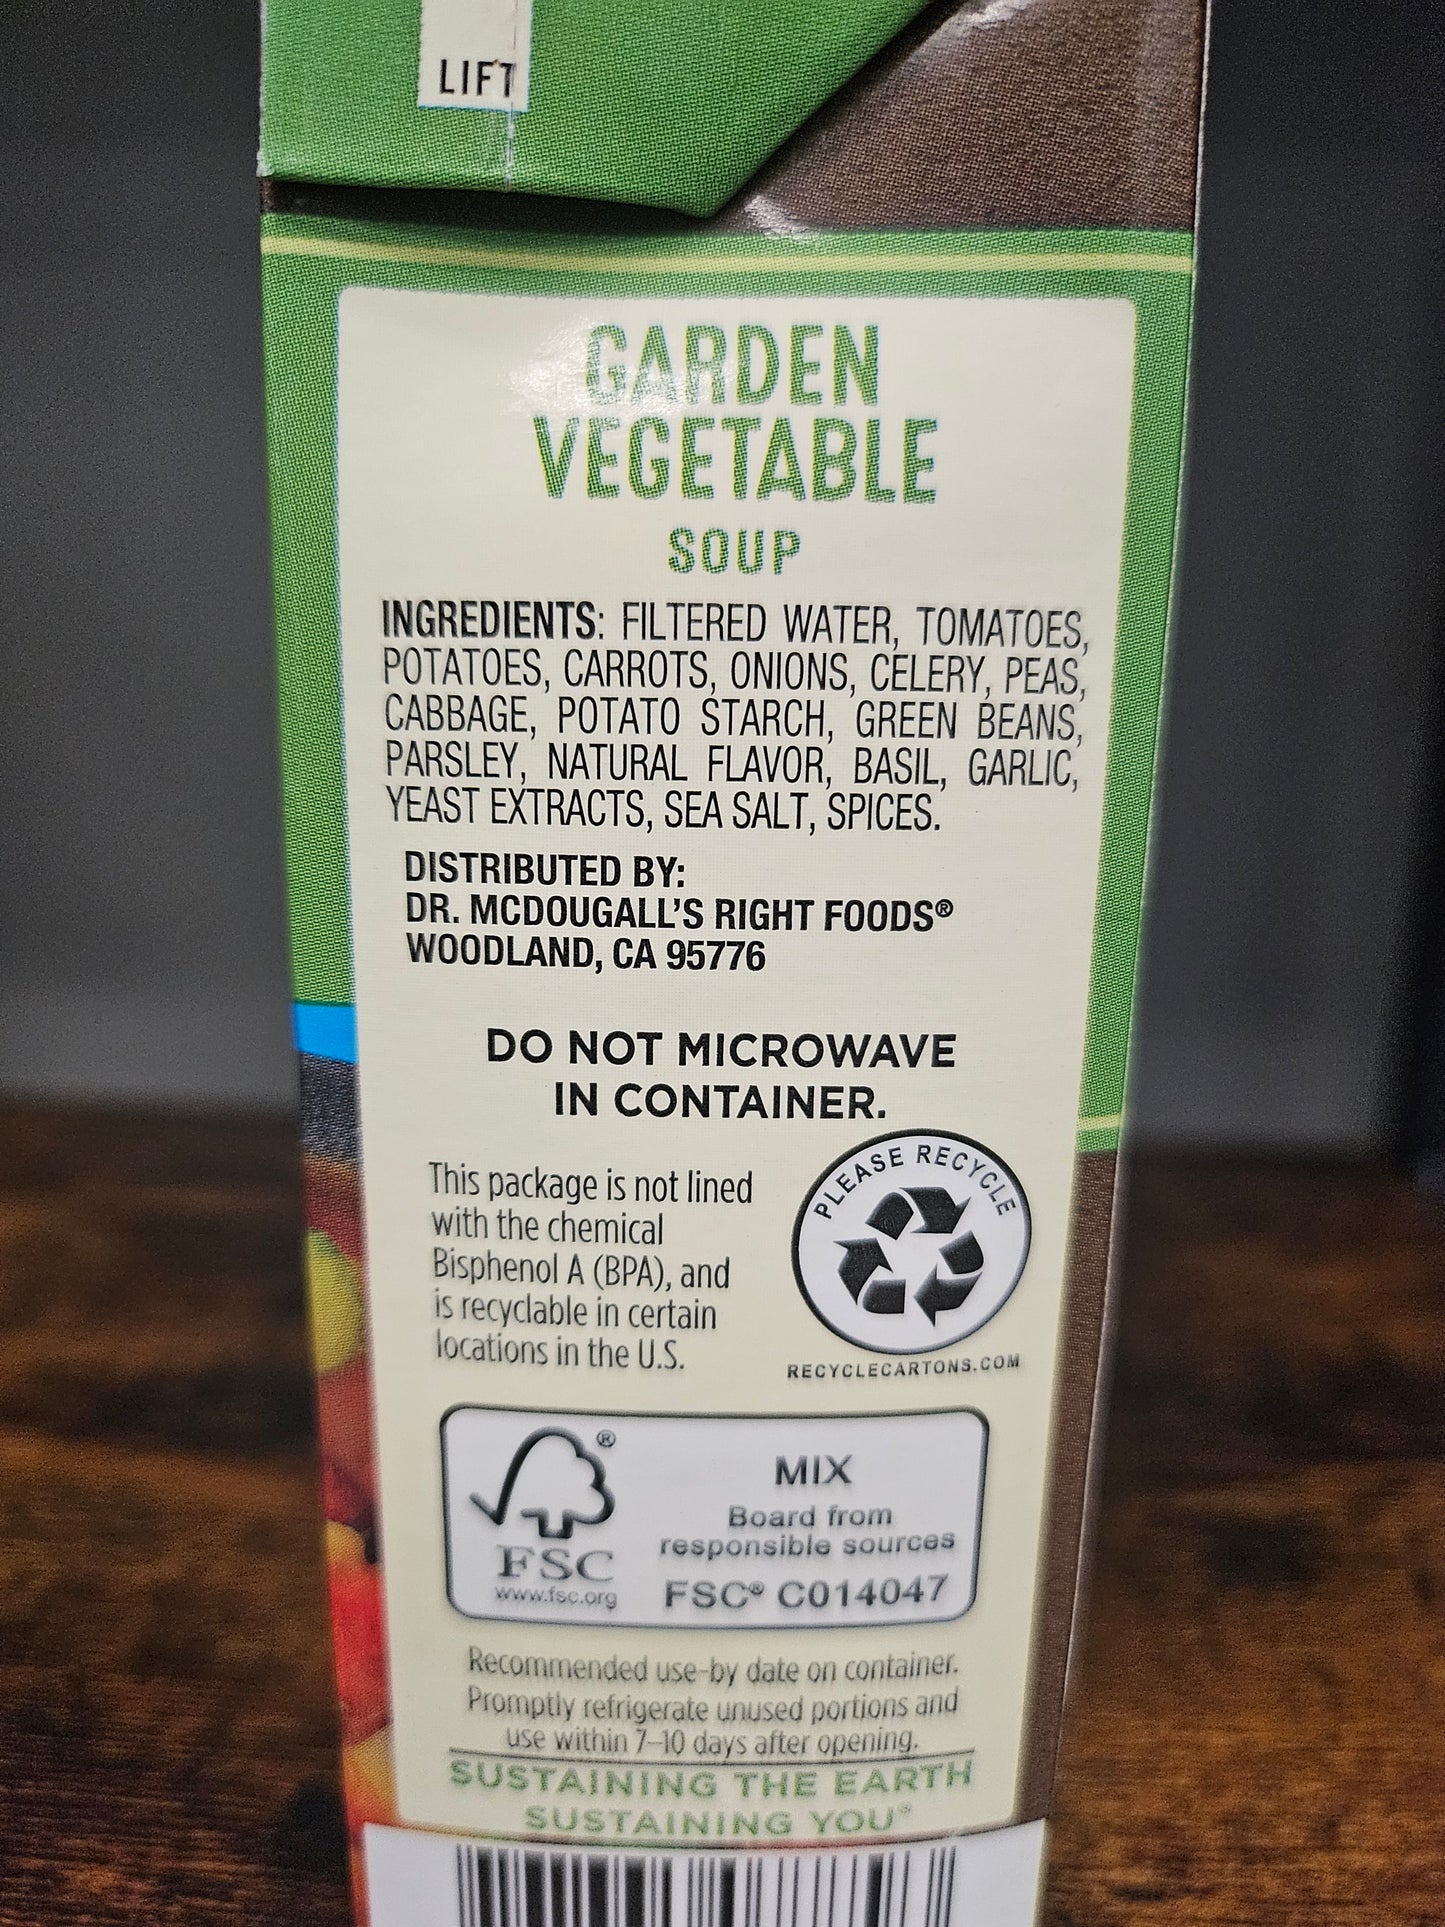 LIFT
GARDEN
VEGETABLE
SOUP
INGREDIENTS: FILTERED WATER, TOMATOES,
POTATOES, CARROTS, ONIONS, CELERY, PEAS,
CABBAGE, POTATO STARCH, GREEN BEANS,
PARSLEY, NATURAL FLAVOR, BASIL, GARLIC,
YEAST EXTRACTS, SEA SALT, SPICES.
DISTRIBUTED BY:
DR. MCDOUGALL'S RIGHT FOODS®
WOODLAND, CA 95776
DO NOT MICROWAVE
IN CONTAINER.
This package is not lined
with the chemical
Bisphenol A (BPA), and
is recyclable in certain
locations in the U.S.
PLEASE RECYCLE
RECYCLECARTONS.COM
®
FSC
www.fsc.org
MIX
Board from
responsible sources
FSC® C014047
Recommended use-by date on container.
Promptly refrigerate unused portions and
use within 7–10 days after opening.
SUSTAINING THE EARTH
SUSTAINING YOU®